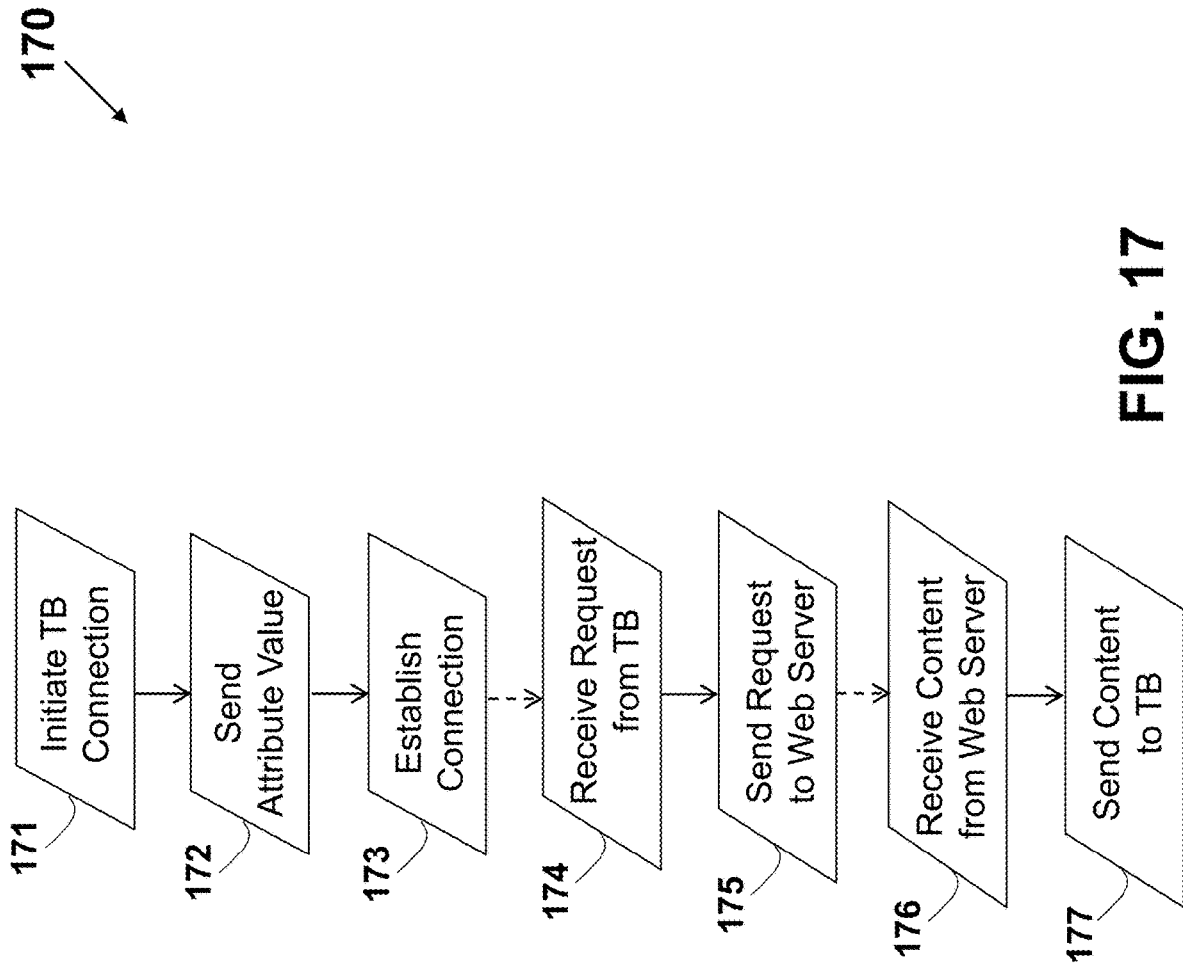 170
171
Initiate TB
Connection
172
Send
Attribute Value
173
Establish
Connection
174
Receive Request
from TB
175
Send Request
to Web Server
176
Receive Content
from Web Server
177
Send Content
to TB
FIG. 17